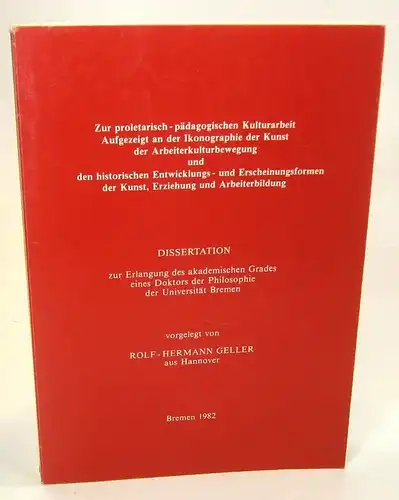 Zur proletarisch-pädagogischen Kulturarbeit
Aufgezeigt an der Ikonographie der Kunst
der Arbeiterkulturbewegung
und
den historischen Entwicklungs- und Erscheinungsformen
der Kunst, Erziehung und Arbeiterbildung
DISSERTATION
zur Erlangung des akademischen Grades
eines Doktors der Philosophie
der Universität Bremen
vorgelegt von
ROLF-HERMANN GELLER
aus Hannover
Bremen 1982